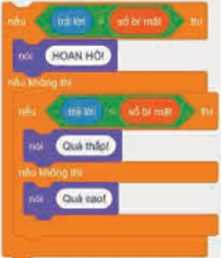 nếu trả lời = số bí mật thì
nói HOAN HÔ!
nếu không thì
nếu trả lời số bí mật thì
nói Quá thấp!
nếu không thì
nói Quá cao!